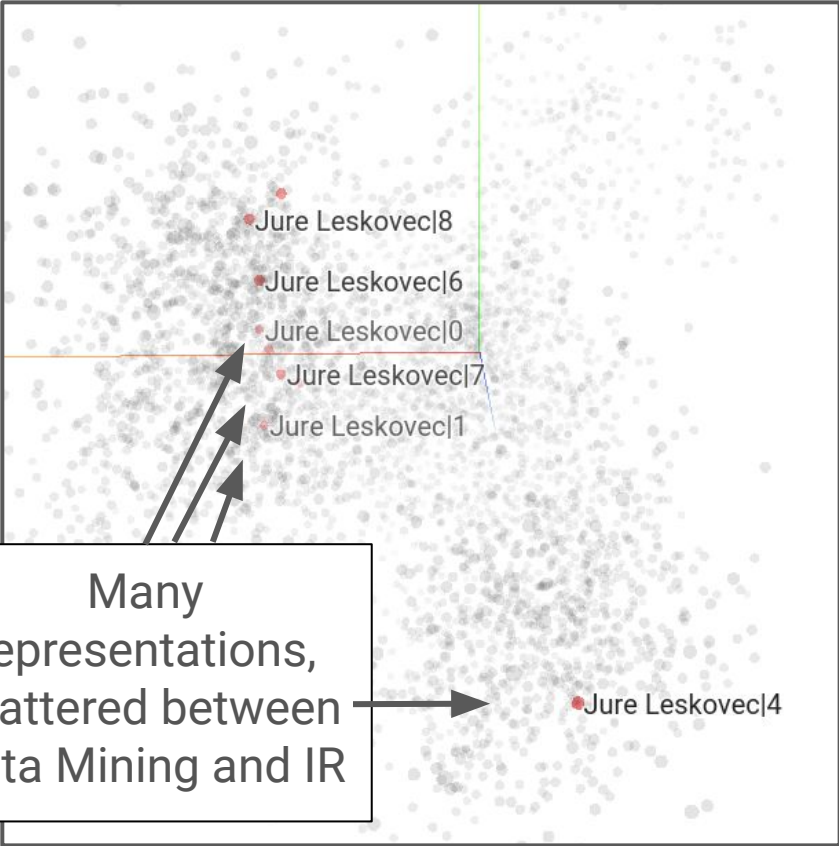 Jure Leskovec|8
Jure Leskovec|6
Jure Leskovec|0
Jure Leskovec|7
Jure Leskovec|1
Many
epresentations,
attered between
ta Mining and IR
Jure Leskovec|4